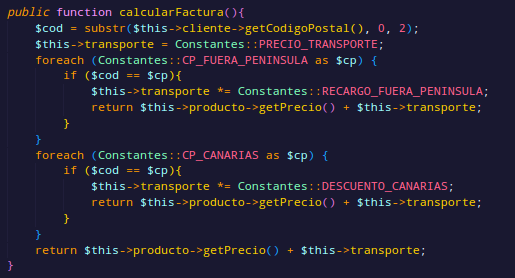 public function calcularFactura(){
$cod = substr($this->cliente->getCodigoPostal(), 0, 2);
$this->transporte = Constantes::PRECIO_TRANSPORTE;
foreach (Constantes::CP_FUERA_PENINSULA as $cp) {
if ($cod == $cp){
$this->transporte *= Constantes::RECARGO_FUERA_PENINSULA;
return $this->producto->getPrecio() + $this->transporte;
}
}
foreach (Constantes::CP_CANARIAS as $cp) {
if ($cod == $cp){
$this->transporte *= Constantes::DESCUENTO_CANARIAS;
return $this->producto->getPrecio() + $this->transporte;
}
}
return $this->producto->getPrecio() + $this->transporte;
}